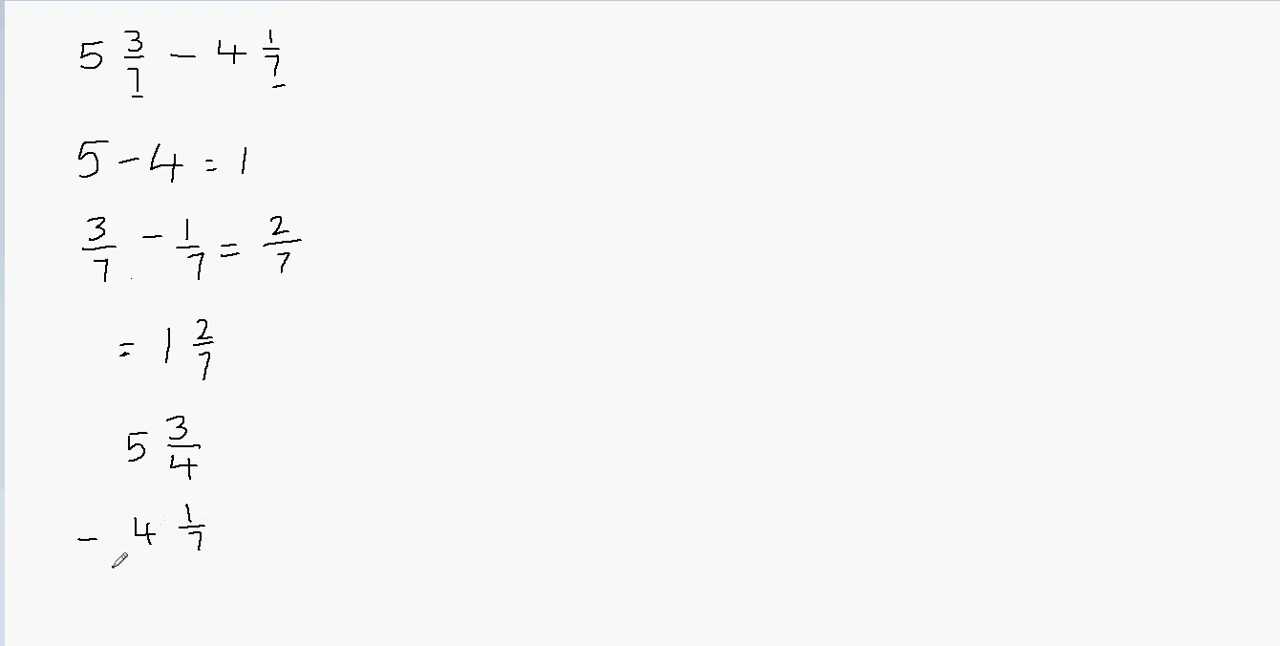 5 3/7 - 4 1/7
5 - 4 = 1
3/7 - 1/7 = 2/7
= 1 2/7
5 3/4
- 4 1/7